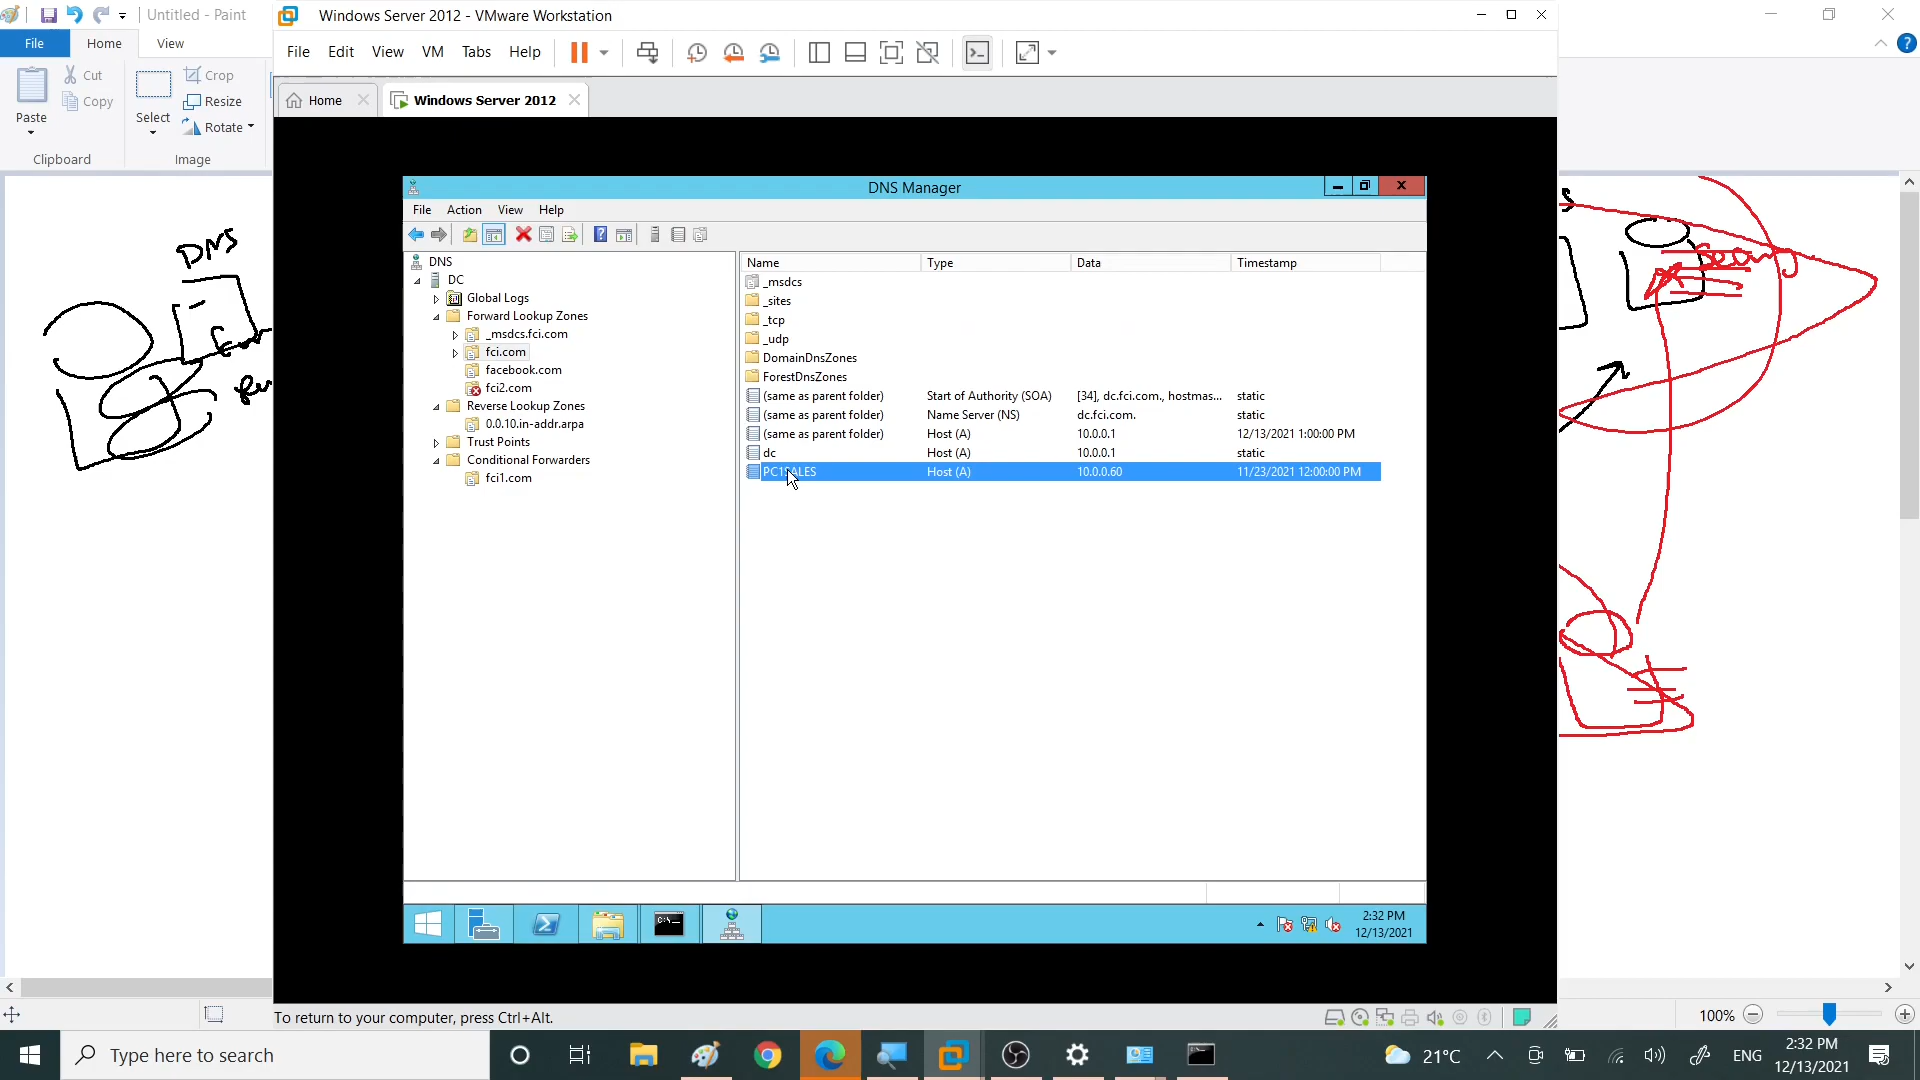 Untitled - Paint
File Home View
Paste
Cut
Copy
Clipboard
Select
Crop
Resize
Rotate
Image
DNS
Windows Server 2012 - VMware Workstation
File Edit View VM Tabs Help
Home Windows Server 2012
DNS Manager
File Action View Help
DNS
DC
Global Logs
Forward Lookup Zones
_msdcs.fci.com
fci.com
facebook.com
fci2.com
Reverse Lookup Zones
0.0.10.in-addr.arpa
Trust Points
Conditional Forwarders
fci1.com
Name Type Data Timestamp
_msdcs
_sites
_tcp
_udp
DomainDnsZones
ForestDnsZones
(same as parent folder) Start of Authority (SOA) [34], dc.fci.com., hostmas... static
(same as parent folder) Name Server (NS) dc.fci.com. static
(same as parent folder) Host (A) 10.0.0.1 12/13/2021 1:00:00 PM
dc Host (A) 10.0.0.1 static
PC1SALES Host (A) 10.0.0.60 11/23/2021 12:00:00 PM
2:32 PM
12/13/2021
To return to your computer, press Ctrl+Alt.
100%
Type here to search
21°C
ENG
2:32 PM
12/13/2021